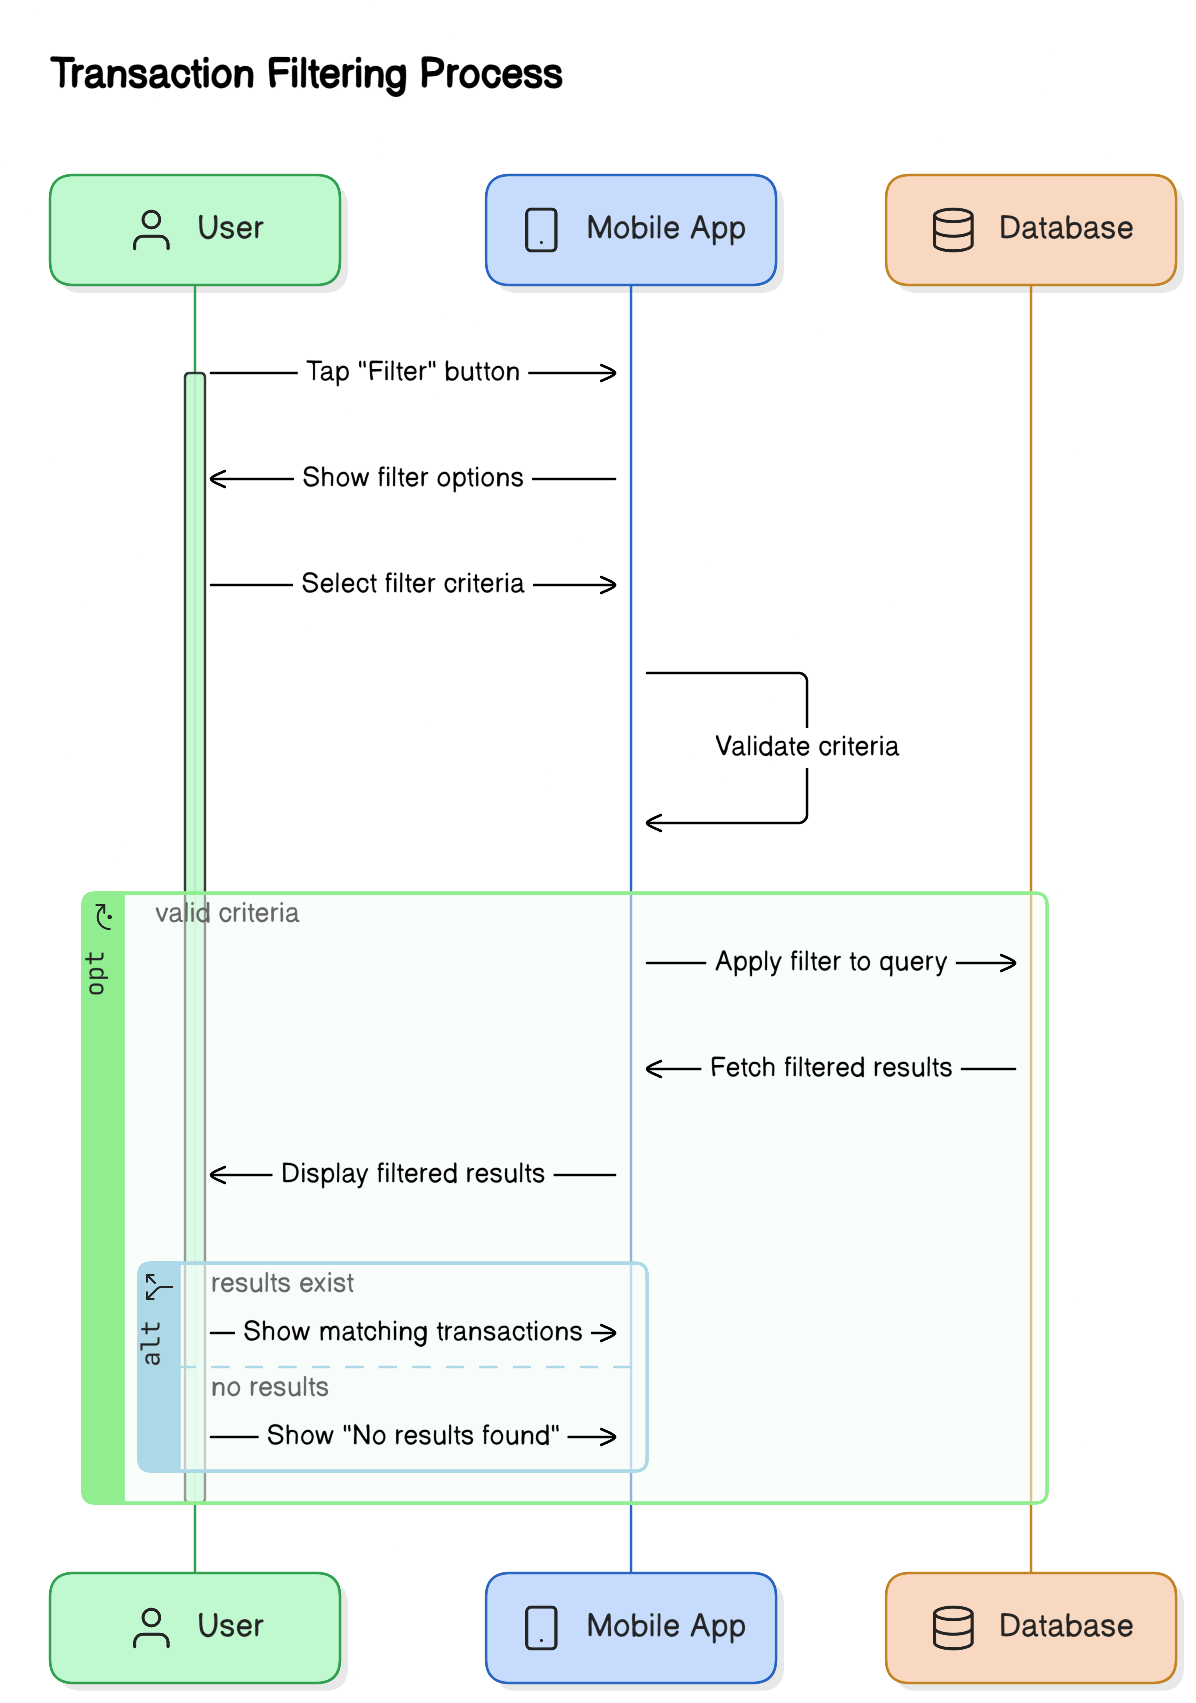 Transaction Filtering Process
User
Mobile App
Database
Tap "Filter" button
Show filter options
Select filter criteria
Validate criteria
opt
valid criteria
Apply filter to query
Fetch filtered results
Display filtered results
alt
results exist
Show matching transactions
no results
Show "No results found"
User
Mobile App
Database